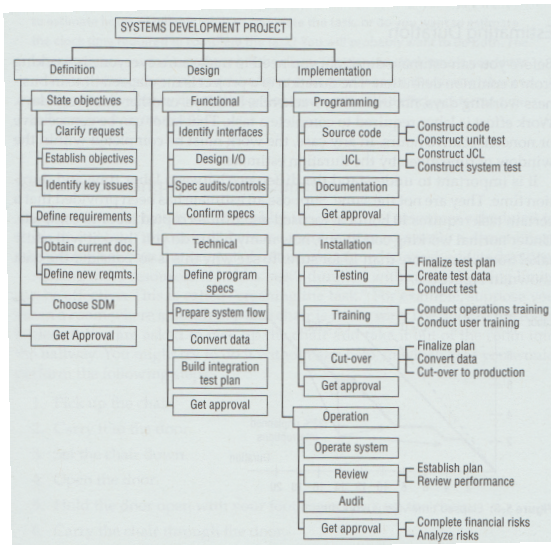 SYSTEMS DEVELOPMENT PROJECT
Definition
State objectives
Clarify request
Establish objectives
Identify key issues
Define requirements
Obtain current doc.
Define new reqmts.
Choose SDM
Get Approval
Design
Functional
Identify interfaces
Design I/O
Spec audits/controls
Confirm specs
Technical
Define program
specs
Prepare system flow
Convert data
Build integration
test plan
Get approval
Implementation
Programming
Source code
Construct code
Construct unit test
JCL
Construct JCL
Construct system test
Documentation
Get approval
Installation
Testing
Finalize test plan
Create test data
Conduct test
Training
Conduct operations training
Conduct user training
Cut-over
Finalize plan
Convert data
Cut-over to production
Get approval
Operation
Operate system
Review
Establish plan
Review performance
Audit
Get approval
Complete financial risks
Analyze risks